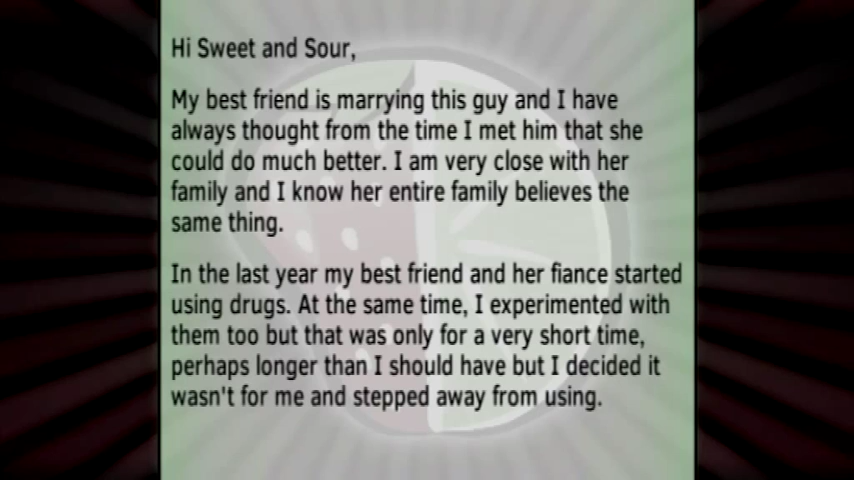 Hi Sweet and Sour,
My best friend is marrying this guy and I have
always thought from the time I met him that she
could do much better. I am very close with her
family and I know her entire family believes the
same thing.
In the last year my best friend and her fiance started
using drugs. At the same time, I experimented with
them too but that was only for a very short time,
perhaps longer than I should have but I decided it
wasn't for me and stepped away from using.